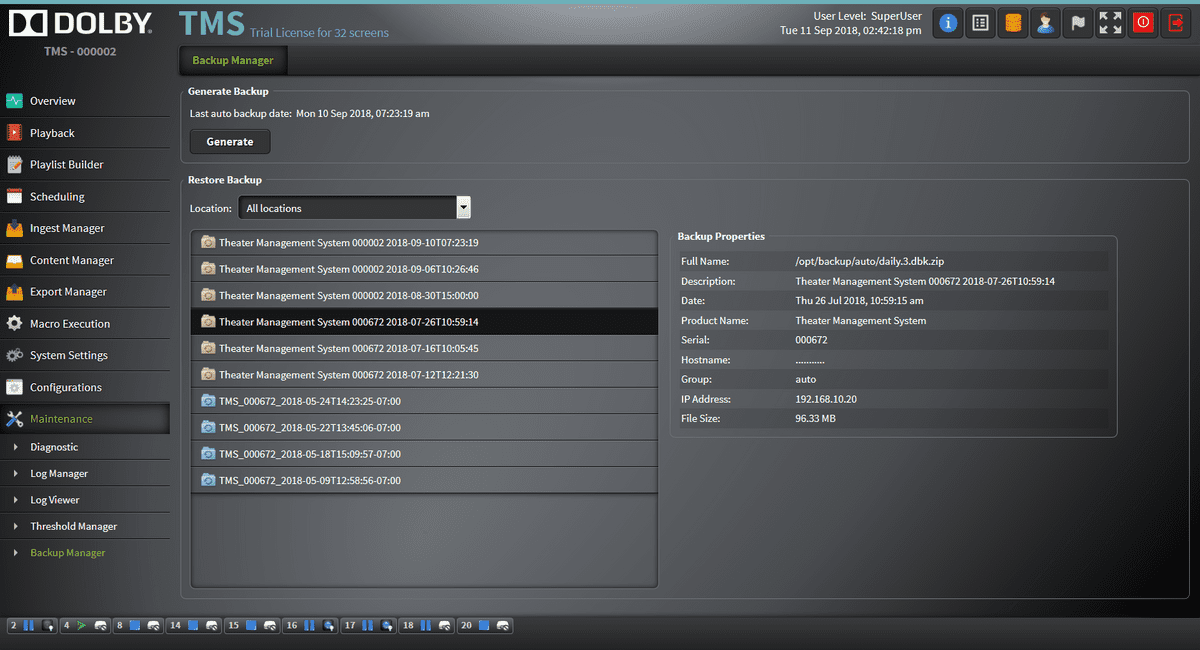 DOLBY
TMS - 000002
TMS Trial License for 32 screens
User Level: SuperUser
Tue 11 Sep 2018, 02:42:18 pm
Backup Manager
Overview
Playback
Playlist Builder
Scheduling
Ingest Manager
Content Manager
Export Manager
Macro Execution
System Settings
Configurations
Maintenance
Diagnostic
Log Manager
Log Viewer
Threshold Manager
Backup Manager
Generate Backup
Last auto backup date: Mon 10 Sep 2018, 07:23:19 am
Generate
Restore Backup
Location: All locations
Theater Management System 000002 2018-09-10T07:23:19
Theater Management System 000002 2018-09-06T10:26:46
Theater Management System 000002 2018-08-30T15:00:00
Theater Management System 000672 2018-07-26T10:59:14
Theater Management System 000672 2018-07-16T10:05:45
Theater Management System 000672 2018-07-12T12:21:30
TMS_000672_2018-05-24T14:23:25-07:00
TMS_000672_2018-05-22T13:45:06-07:00
TMS_000672_2018-05-18T15:09:57-07:00
TMS_000672_2018-05-09T12:58:56-07:00
Backup Properties
Full Name: /opt/backup/auto/daily.3.dbk.zip
Description: Theater Management System 000672 2018-07-26T10:59:14
Date: Thu 26 Jul 2018, 10:59:15 am
Product Name: Theater Management System
Serial: 000672
Hostname: ...........
Group: auto
IP Address: 192.168.10.20
File Size: 96.33 MB
2 4 8 14 15 16 17 18 20